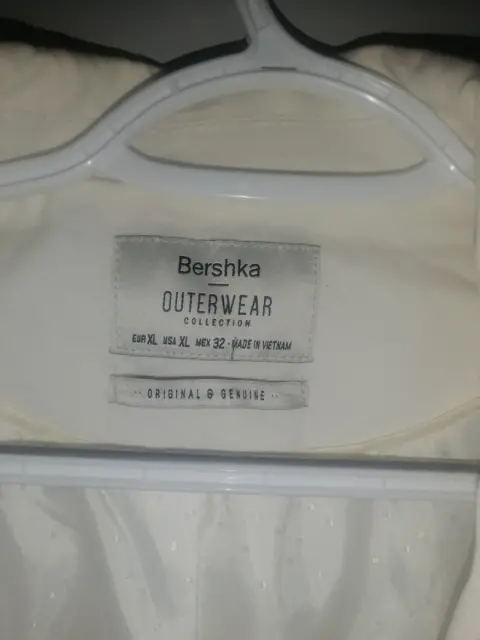 Bershka
OUTERWEAR
COLLECTION
EUR XL USA XL MEX 32 - MADE IN VIETNAM
·· ORIGINAL & GENUINE ··